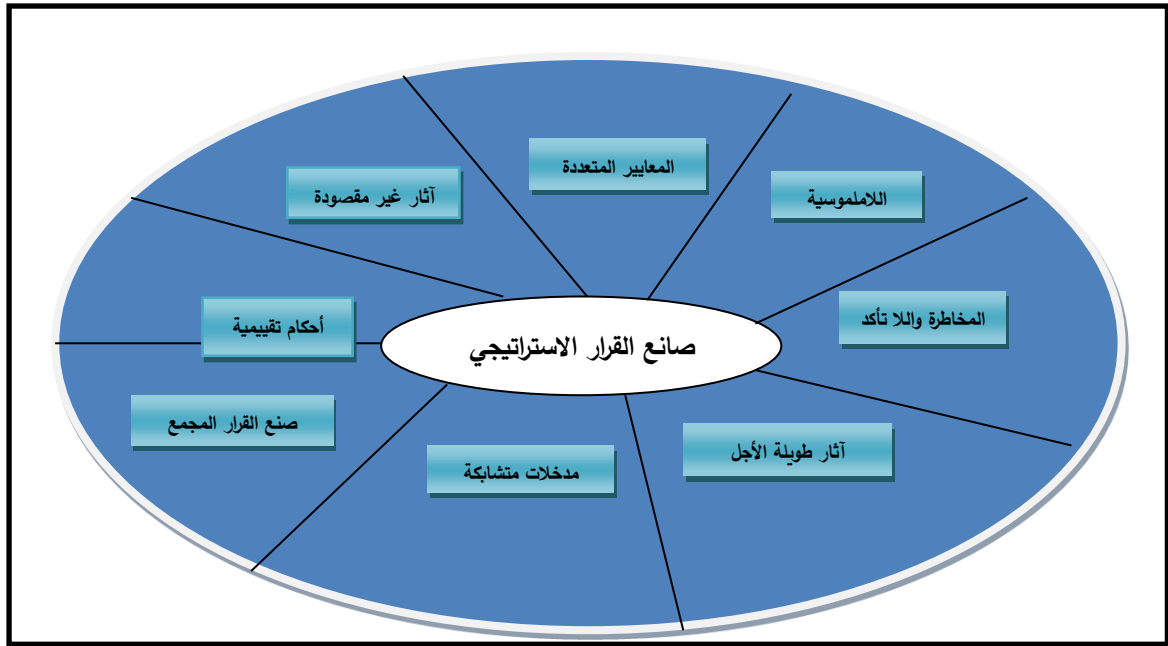 المعايير المتعددة
اللاملموسية
آثار غير مقصودة
المخاطرة واللا تأكد
أحكام تقييمية
صانع القرار الاستراتيجي
صنع القرار المجمع
آثار طويلة الأجل
مدخلات متشابكة